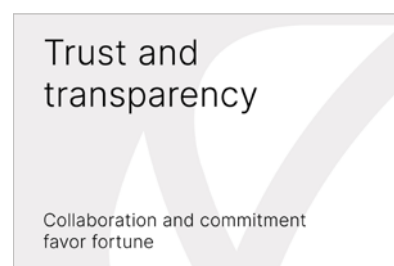 Trust and
transparency
Collaboration and commitment
favor fortune